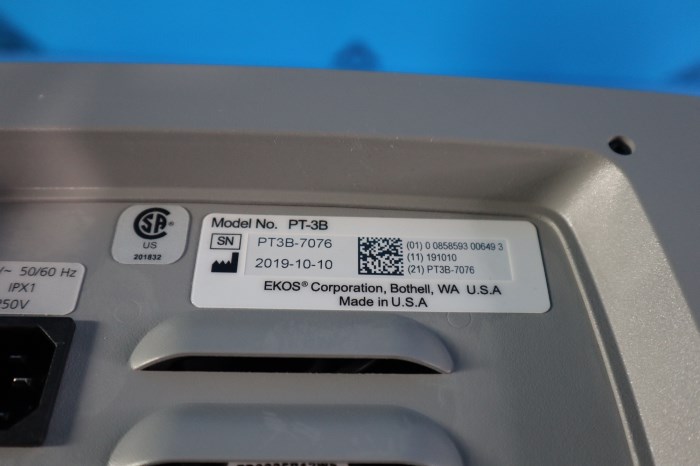 Model No. PT-3B
SN PT3B-7076
2019-10-10
(01) 0 0858593 00649 3
(11) 191010
(21) PT3B-7076
EKOS® Corporation, Bothell, WA U.S.A
Made in U.S.A
SA
US
201832
~ 50/60 Hz
IPX1
250V